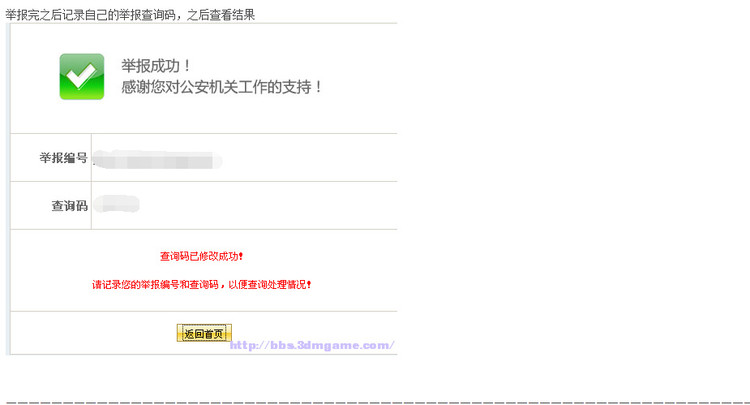 举报完之后记录自己的举报查询码，之后查看结果
举报成功！
感谢您对公安机关工作的支持！
举报编号
查询码
查询码已修改成功！
请记录您的举报编号和查询码，以便查询处理情况！
返回首页
http://bbs.3dmgame.com/